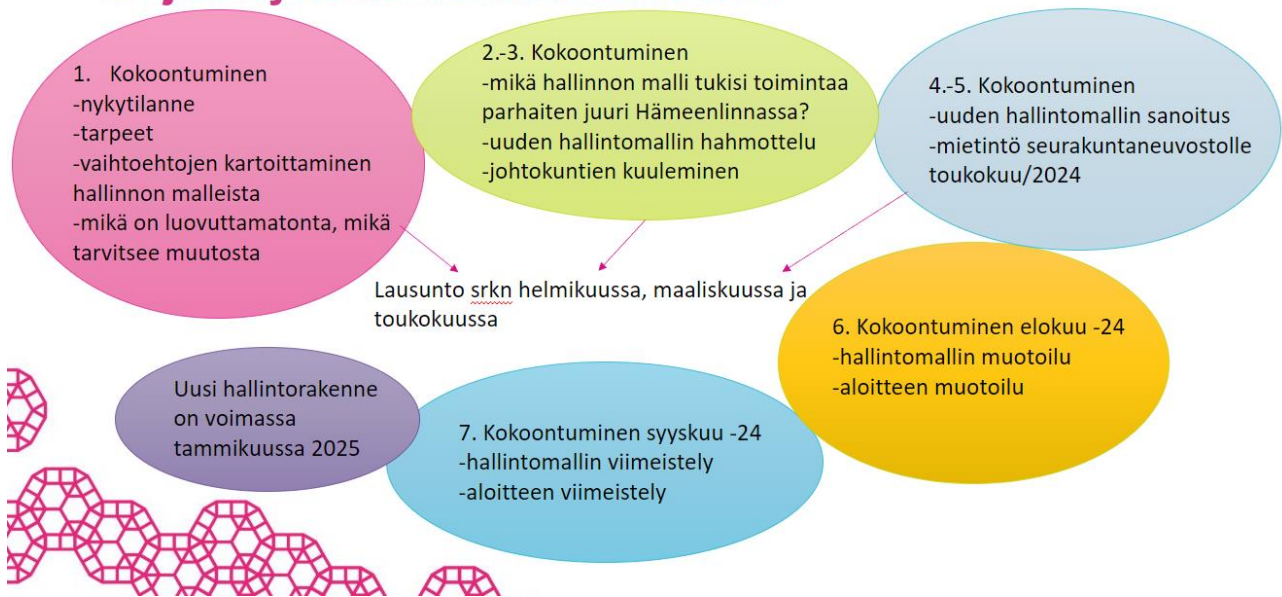 1. Kokoontuminen
-nykytilanne
-tarpeet
-vaihtoehtojen kartoittaminen
hallinnon malleista
-mikä on luovuttamatonta, mikä
tarvitsee muutosta
2.-3. Kokoontuminen
-mikä hallinnon malli tukisi toimintaa
parhaiten juuri Hämeenlinnassa?
-uuden hallintomallin hahmottelu
-johtokuntien kuuleminen
4.-5. Kokoontuminen
-uuden hallintomallin sanoitus
-mietintö seurakuntaneuvostolle
toukokuu/2024
Lausunto srkn helmikuussa, maaliskuussa ja
toukokuussa
6. Kokoontuminen elokuu -24
-hallintomallin muotoilu
-aloitteen muotoilu
7. Kokoontuminen syyskuu -24
-hallintomallin viimeistely
-aloitteen viimeistely
Uusi hallintorakenne
on voimassa
tammikuussa 2025